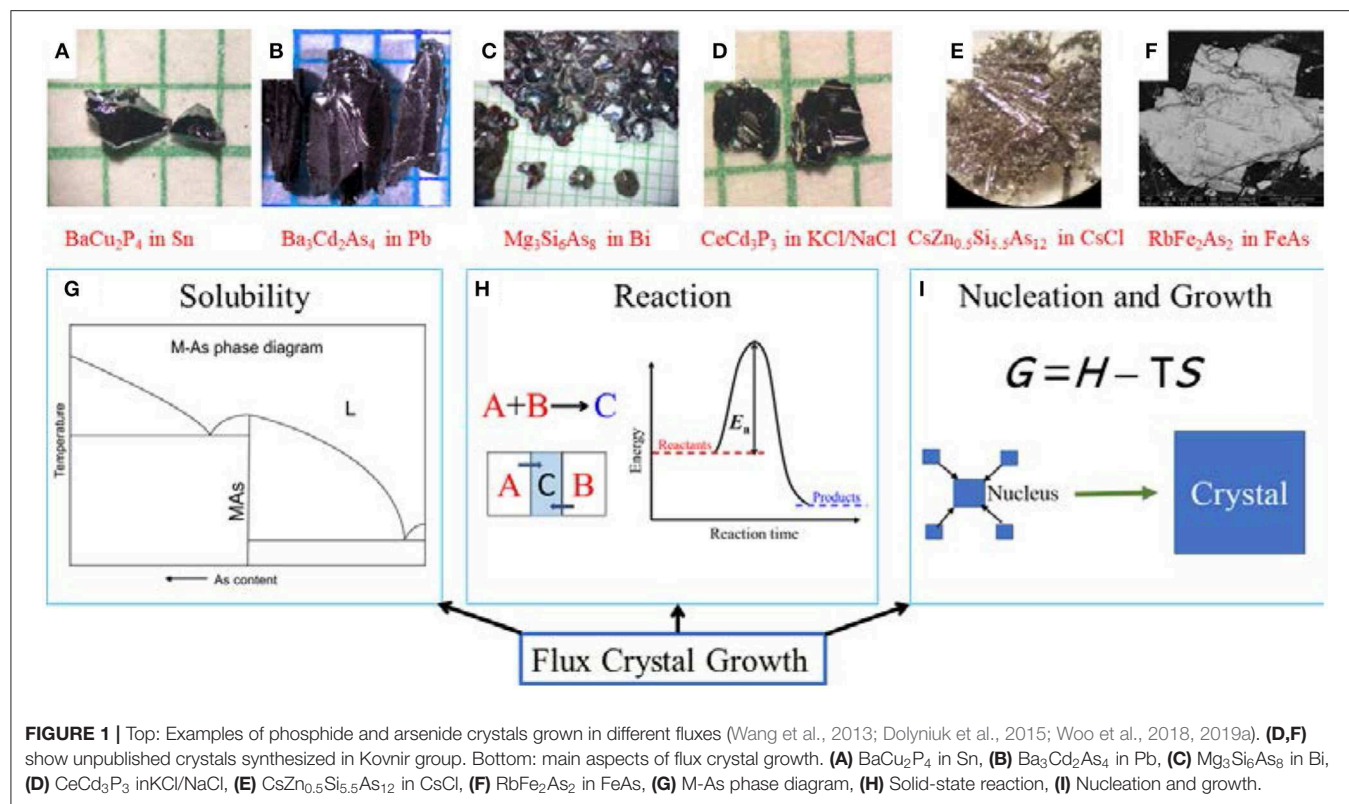 A
B
C
D
E
F
BaCu₂P₄ in Sn
Ba₃Cd₂As₄ in Pb
Mg₃Si₆As₈ in Bi
CeCd₃P₃ in KCl/NaCl
CsZn₀.₅Si₅.₅As₁₂ in CsCl
RbFe₂As₂ in FeAs
G
Solubility
M-As phase diagram
L
Temperature
MAs
As content
H
Reaction
A+B→C
A C B
Energy
Reactants
Eₐ
Products
Reaction time
I
Nucleation and Growth
G=H– TS
Nucleus
Crystal
Flux Crystal Growth
FIGURE 1 | Top: Examples of phosphide and arsenide crystals grown in different fluxes (Wang et al., 2013; Dolyniuk et al., 2015; Woo et al., 2018, 2019a). (D,F)
show unpublished crystals synthesized in Kovnir group. Bottom: main aspects of flux crystal growth. (A) BaCu₂P₄ in Sn, (B) Ba₃Cd₂As₄ in Pb, (C) Mg₃Si₆As₈ in Bi,
(D) CeCd₃P₃ inKCl/NaCl, (E) CsZn₀.₅Si₅.₅As₁₂ in CsCl, (F) RbFe₂As₂ in FeAs, (G) M-As phase diagram, (H) Solid-state reaction, (I) Nucleation and growth.